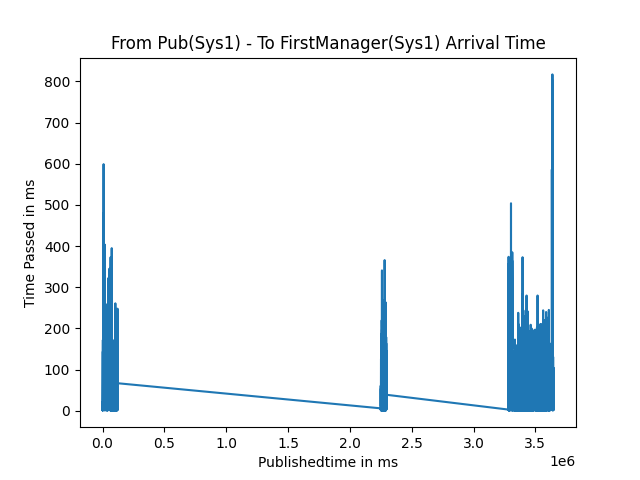 From Pub(Sys1) - To FirstManager(Sys1) Arrival Time
Time Passed in ms
800
700
600
500
400
300
200
100
0
0.0 0.5 1.0 1.5 2.0 2.5 3.0 3.5
1e6
Publishedtime in ms